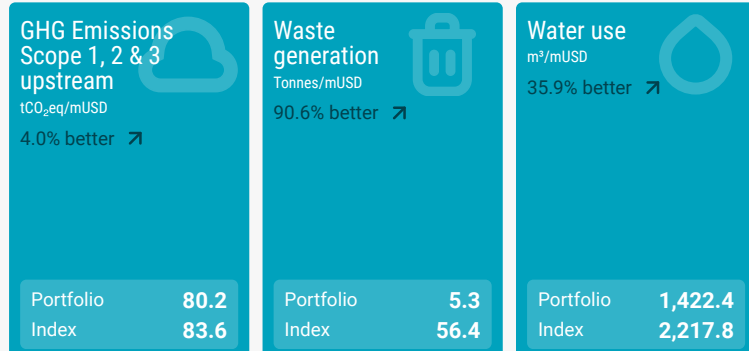 GHG Emissions
Scope 1, 2 & 3
upstream
tCO₂eq/mUSD
4.0% better
Portfolio 80.2
Index 83.6
Waste
generation
Tonnes/mUSD
90.6% better
Portfolio 5.3
Index 56.4
Water use
m³/mUSD
35.9% better
Portfolio 1,422.4
Index 2,217.8